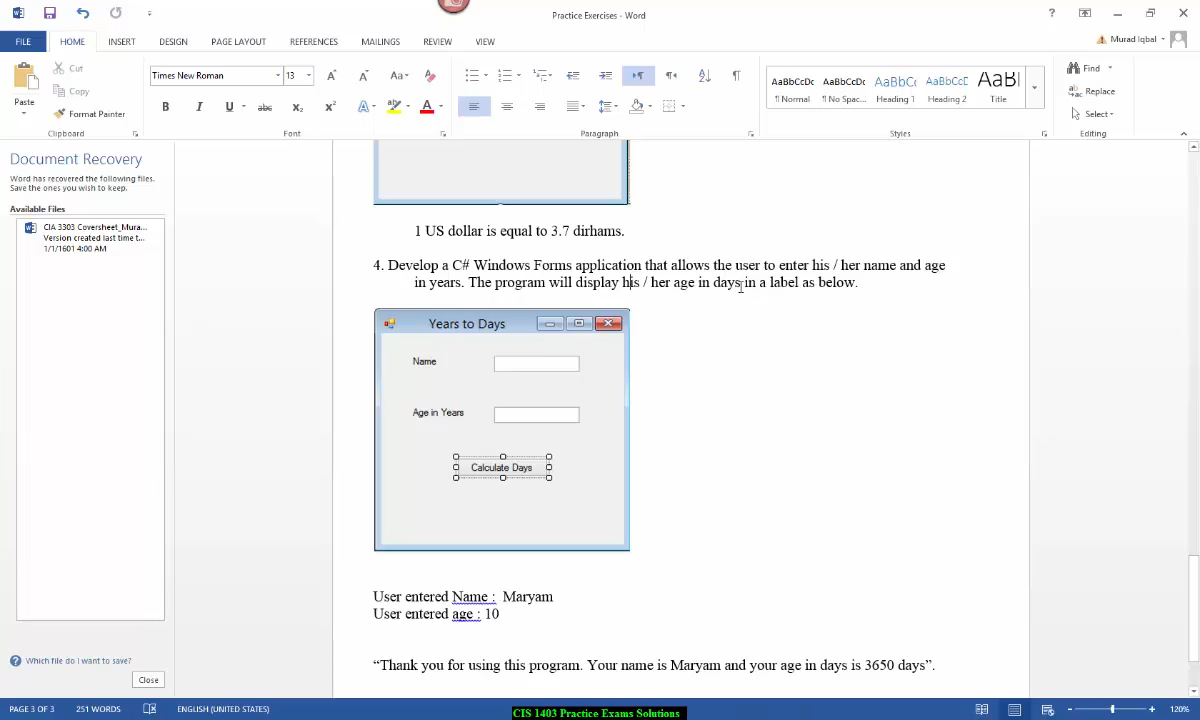 Practice Exercises - Word
?
FILE HOME INSERT DESIGN PAGE LAYOUT REFERENCES MAILINGS REVIEW VIEW
Murad Iqbal
Paste
Cut
Copy
Format Painter
Times New Roman 13
Clipboard
Font
Paragraph
AaBbCcDc AaBbCcDc AaBbCc AaBbCcD AaBl
¶ Normal ¶ No Spac... Heading 1 Heading 2 Title
Styles
Find
Replace
Select
Editing
Document Recovery
Word has recovered the following files.
Save the ones you wish to keep.
Available Files
CIA 3303 Coversheet_Mura...
Version created last time t...
1/1/1601 4:00 AM
Which file do I want to save?
Close
1 US dollar is equal to 3.7 dirhams.
4. Develop a C# Windows Forms application that allows the user to enter his / her name and age
in years. The program will display his / her age in days in a label as below.
Years to Days
Name
Age in Years
Calculate Days
User entered Name : Maryam
User entered age : 10
“Thank you for using this program. Your name is Maryam and your age in days is 3650 days”.
PAGE 3 OF 3 251 WORDS ENGLISH (UNITED STATES)
CIS 1403 Practice Exams Solutions
120%